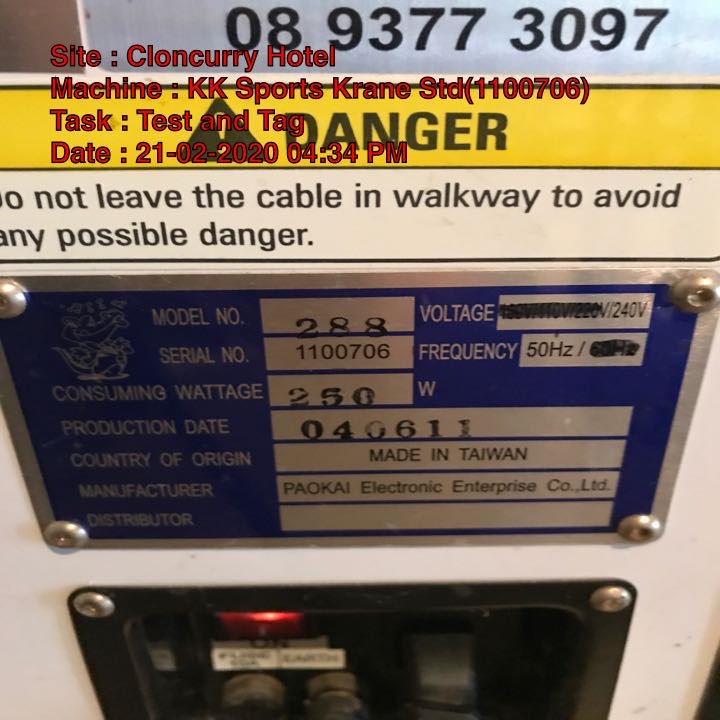 08 9377 3097
Site : Cloncurry Hotel
Machine : KK Sports Krane Std(1100706)
Task : Test and Tag
Date : 21-02-2020 04:34 PM
DANGER
Do not leave the cable in walkway to avoid
any possible danger.
MODEL NO. 288 VOLTAGE /240V
SERIAL NO. 1100706 FREQUENCY 50Hz / 60Hz
CONSUMING WATTAGE 250 W
PRODUCTION DATE 040611
COUNTRY OF ORIGIN MADE IN TAIWAN
MANUFACTURER PAOKAI Electronic Enterprise Co.,Ltd.
DISTRIBUTOR
ON
FUSE EARTH